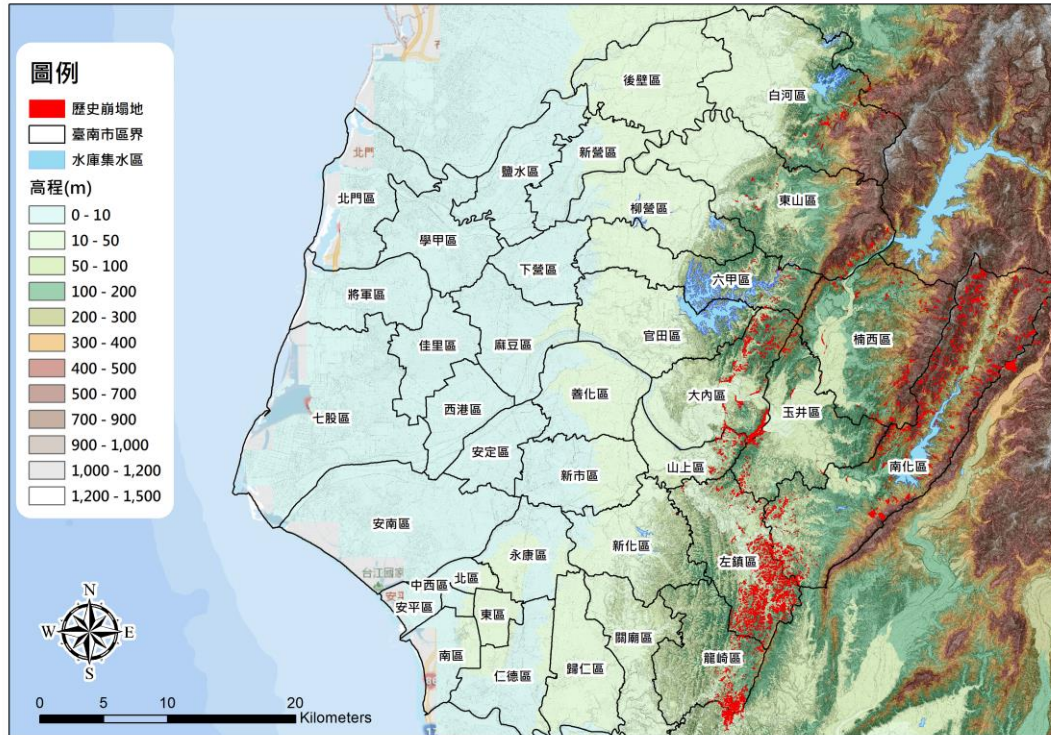 圖例
歷史崩塌地
臺南市區界
水庫集水區
高程(m)
0 - 10
10 - 50
50 - 100
100 - 200
200 - 300
300 - 400
400 - 500
500 - 700
700 - 900
900 - 1,000
1,000 - 1,200
1,200 - 1,500
後壁區
白河區
北門
鹽水區
新營區
北門區
柳營區
東山區
學甲區
下營區
六甲區
將軍區
官田區
佳里區
麻豆區
楠西區
七股區
西港區
善化區
大內區
玉井區
安定區
新市區
山上區
南化區
安南區
永康區
新化區
左鎮區
台江國家
中西區
北區
安平區
東區
南區
關廟區
龍崎區
歸仁區
仁德區
N
W
E
S
0
5
10
20
Kilometers